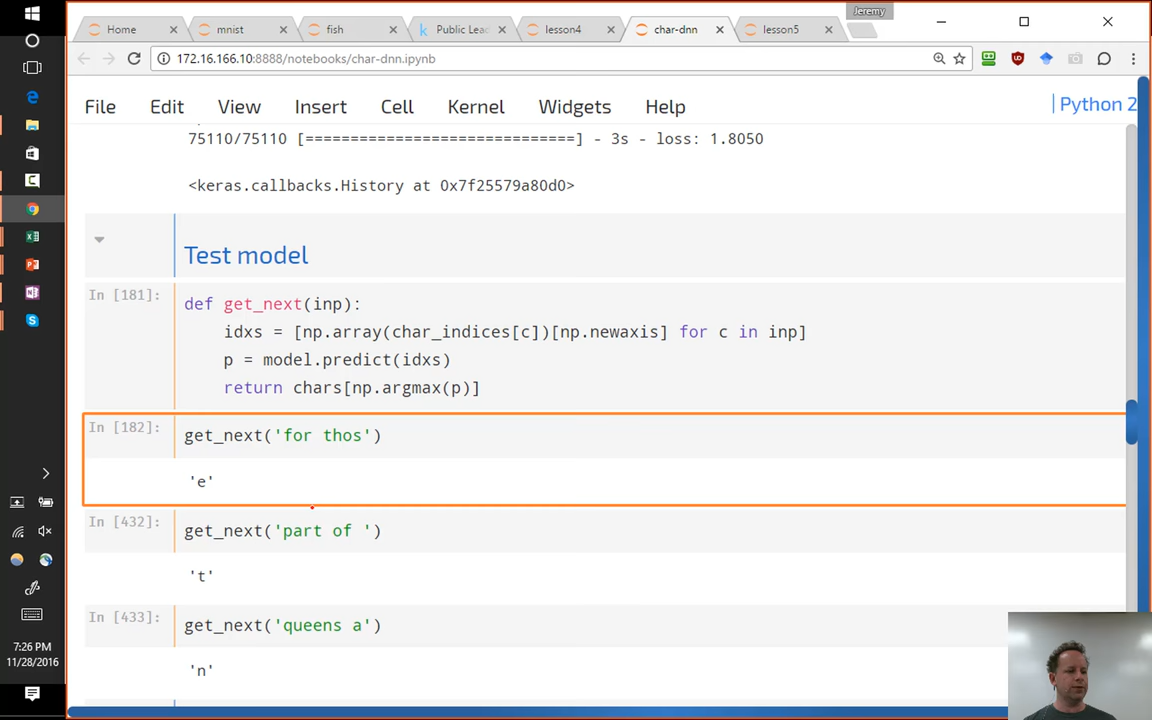 Jeremy
Home
mnist
fish
Public Lea
lesson4
char-dnn
lesson5
172.16.166.10:8888/notebooks/char-dnn.ipynb
File Edit View Insert Cell Kernel Widgets Help Python 2
75110/75110 [==============================] - 3s - loss: 1.8050
<keras.callbacks.History at 0x7f25579a80d0>
Test model
In [181]:
def get_next(inp):
    idxs = [np.array(char_indices[c])[np.newaxis] for c in inp]
    p = model.predict(idxs)
    return chars[np.argmax(p)]
In [182]:
get_next('for thos')
'e'
In [432]:
get_next('part of ')
't'
In [433]:
get_next('queens a')
'n'
7:26 PM
11/28/2016